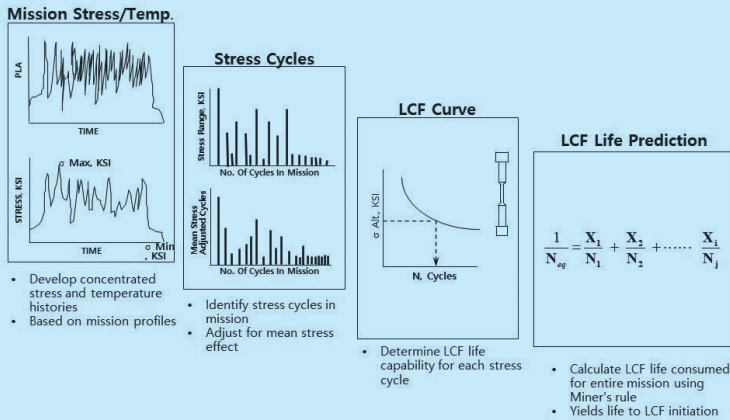 Mission Stress/Temp.
PLA
TIME
σ Max, KSI
STRESS, KSI
TIME
σ Min
, KSI
• Develop concentrated
stress and temperature
histories
• Based on mission profiles
Stress Cycles
Stress Range, KSI
No. Of Cycles In Mission
Mean Stress
Adjusted Cycles
No. Of Cycles In Mission
• Identify stress cycles in
mission
• Adjust for mean stress
effect
LCF Curve
σ Alt., KSI
N, Cycles
• Determine LCF life
capability for each stress
cycle
LCF Life Prediction
1/N_eq = X_1/N_1 + X_2/N_2 + ...... X_i/N_j
• Calculate LCF life consumed
for entire mission using
Miner's rule
• Yields life to LCF initiation